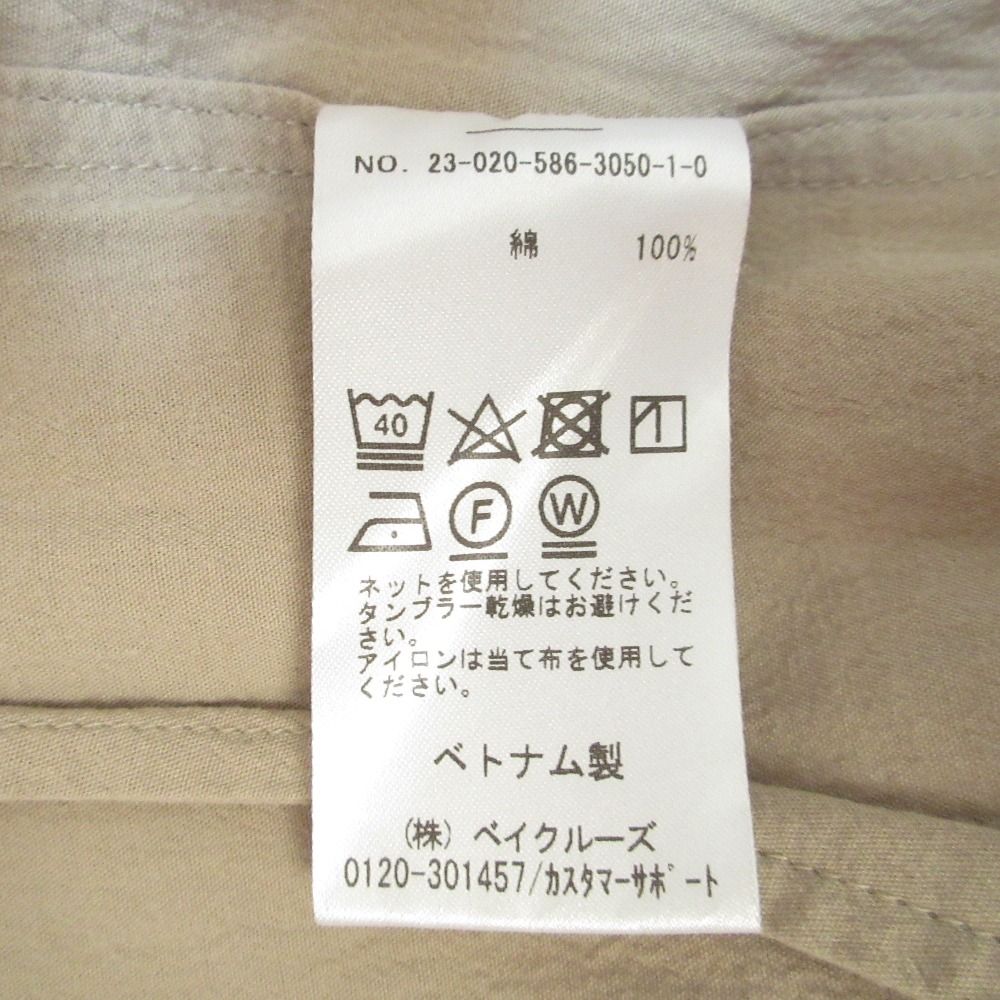 NO. 23-020-586-3050-1-0
綿 100%
40
F W
ネットを使用してください。
タンブラー乾燥はお避けくだ
さい。
アイロンは当て布を使用して
ください。
ベトナム製
(株) ベイクルーズ
0120-301457/カスタマーサポート